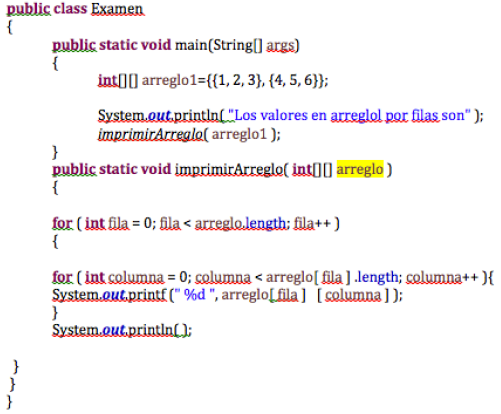 public class Examen
{
public static void main(String[] args)
{
int[][] arreglo1={{1, 2, 3}, {4, 5, 6}};
System.out.println( "Los valores en arreglol por filas son" );
imprimirArreglo( arreglo1 );
}
public static void imprimirArreglo( int[][] arreglo )
{
for ( int fila = 0; fila < arreglo.length; fila++ )
{
for ( int columna = 0; columna < arreglo[ fila ] .length; columna++ ){
System.out.printf (" %d ", arreglo[ fila ] [ columna ] );
}
System.out.println( );
}
}
}